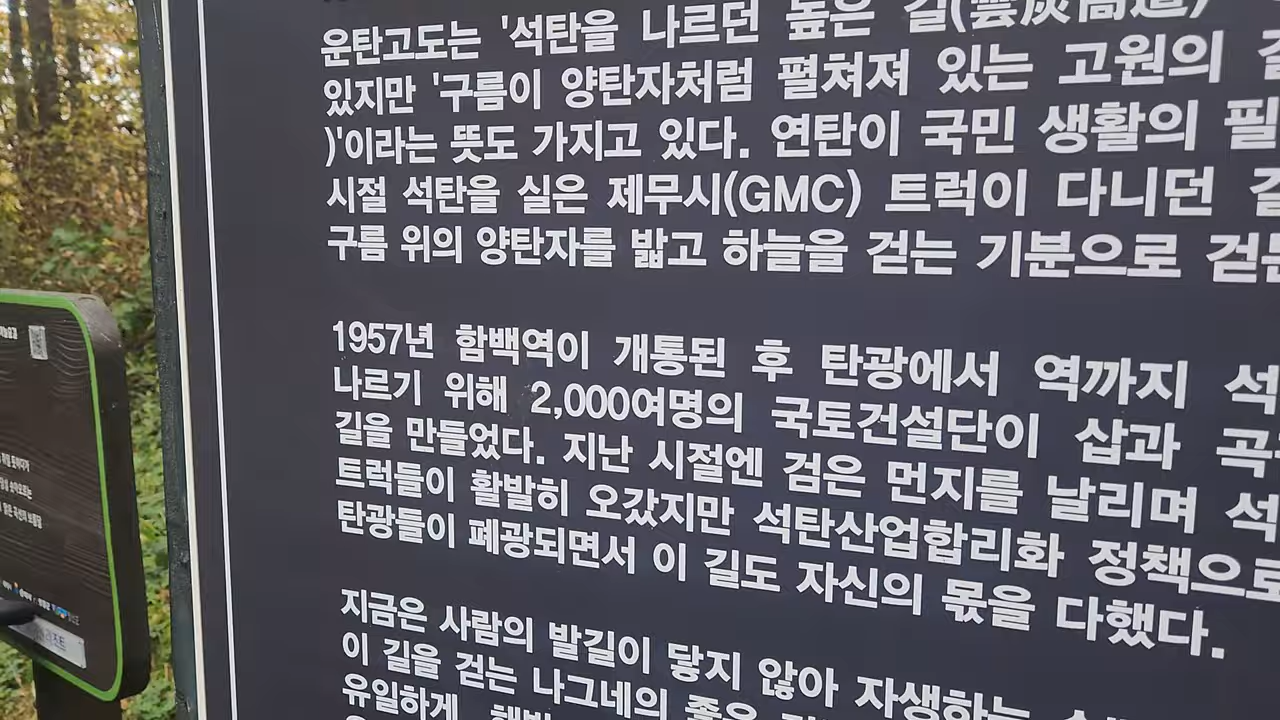 운탄고도는 '석탄을 나르던 높은 길(雲炭高道)'
있지만 '구름이 양탄자처럼 펼쳐져 있는 고원의
)'이라는 뜻도 가지고 있다. 연탄이 국민 생활의 필
시절 석탄을 실은 제무시(GMC) 트럭이 다니던
구름 위의 양탄자를 밟고 하늘을 걷는 기분으로 걷는
1957년 함백역이 개통된 후 탄광에서 역까지 석
나르기 위해 2,000여명의 국토건설단이 삽과 곡
길을 만들었다. 지난 시절엔 검은 먼지를 날리며 석
트럭들이 활발히 오갔지만 석탄산업합리화 정책으로
탄광들이 폐광되면서 이 길도 자신의 몫을 다했다.
지금은 사람의 발길이 닿지 않아 자생하는
이 길을 걷는 나그네의 좋은
유일하게